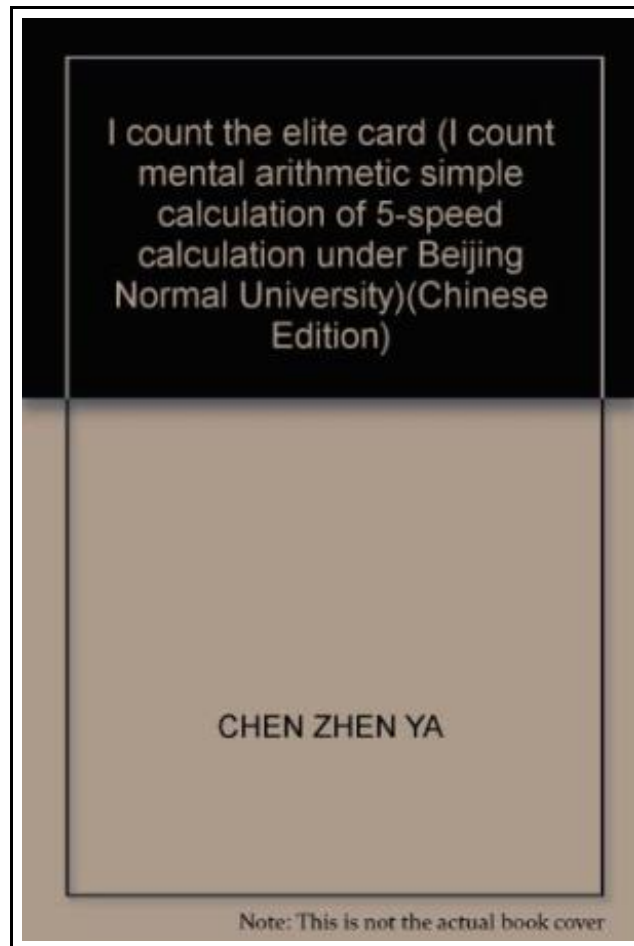 I count the elite card (I count
mental arithmetic simple
calculation of 5-speed
calculation under Beijing
Normal University)(Chinese
Edition)
CHEN ZHEN YA
Note: This is not the actual book cover